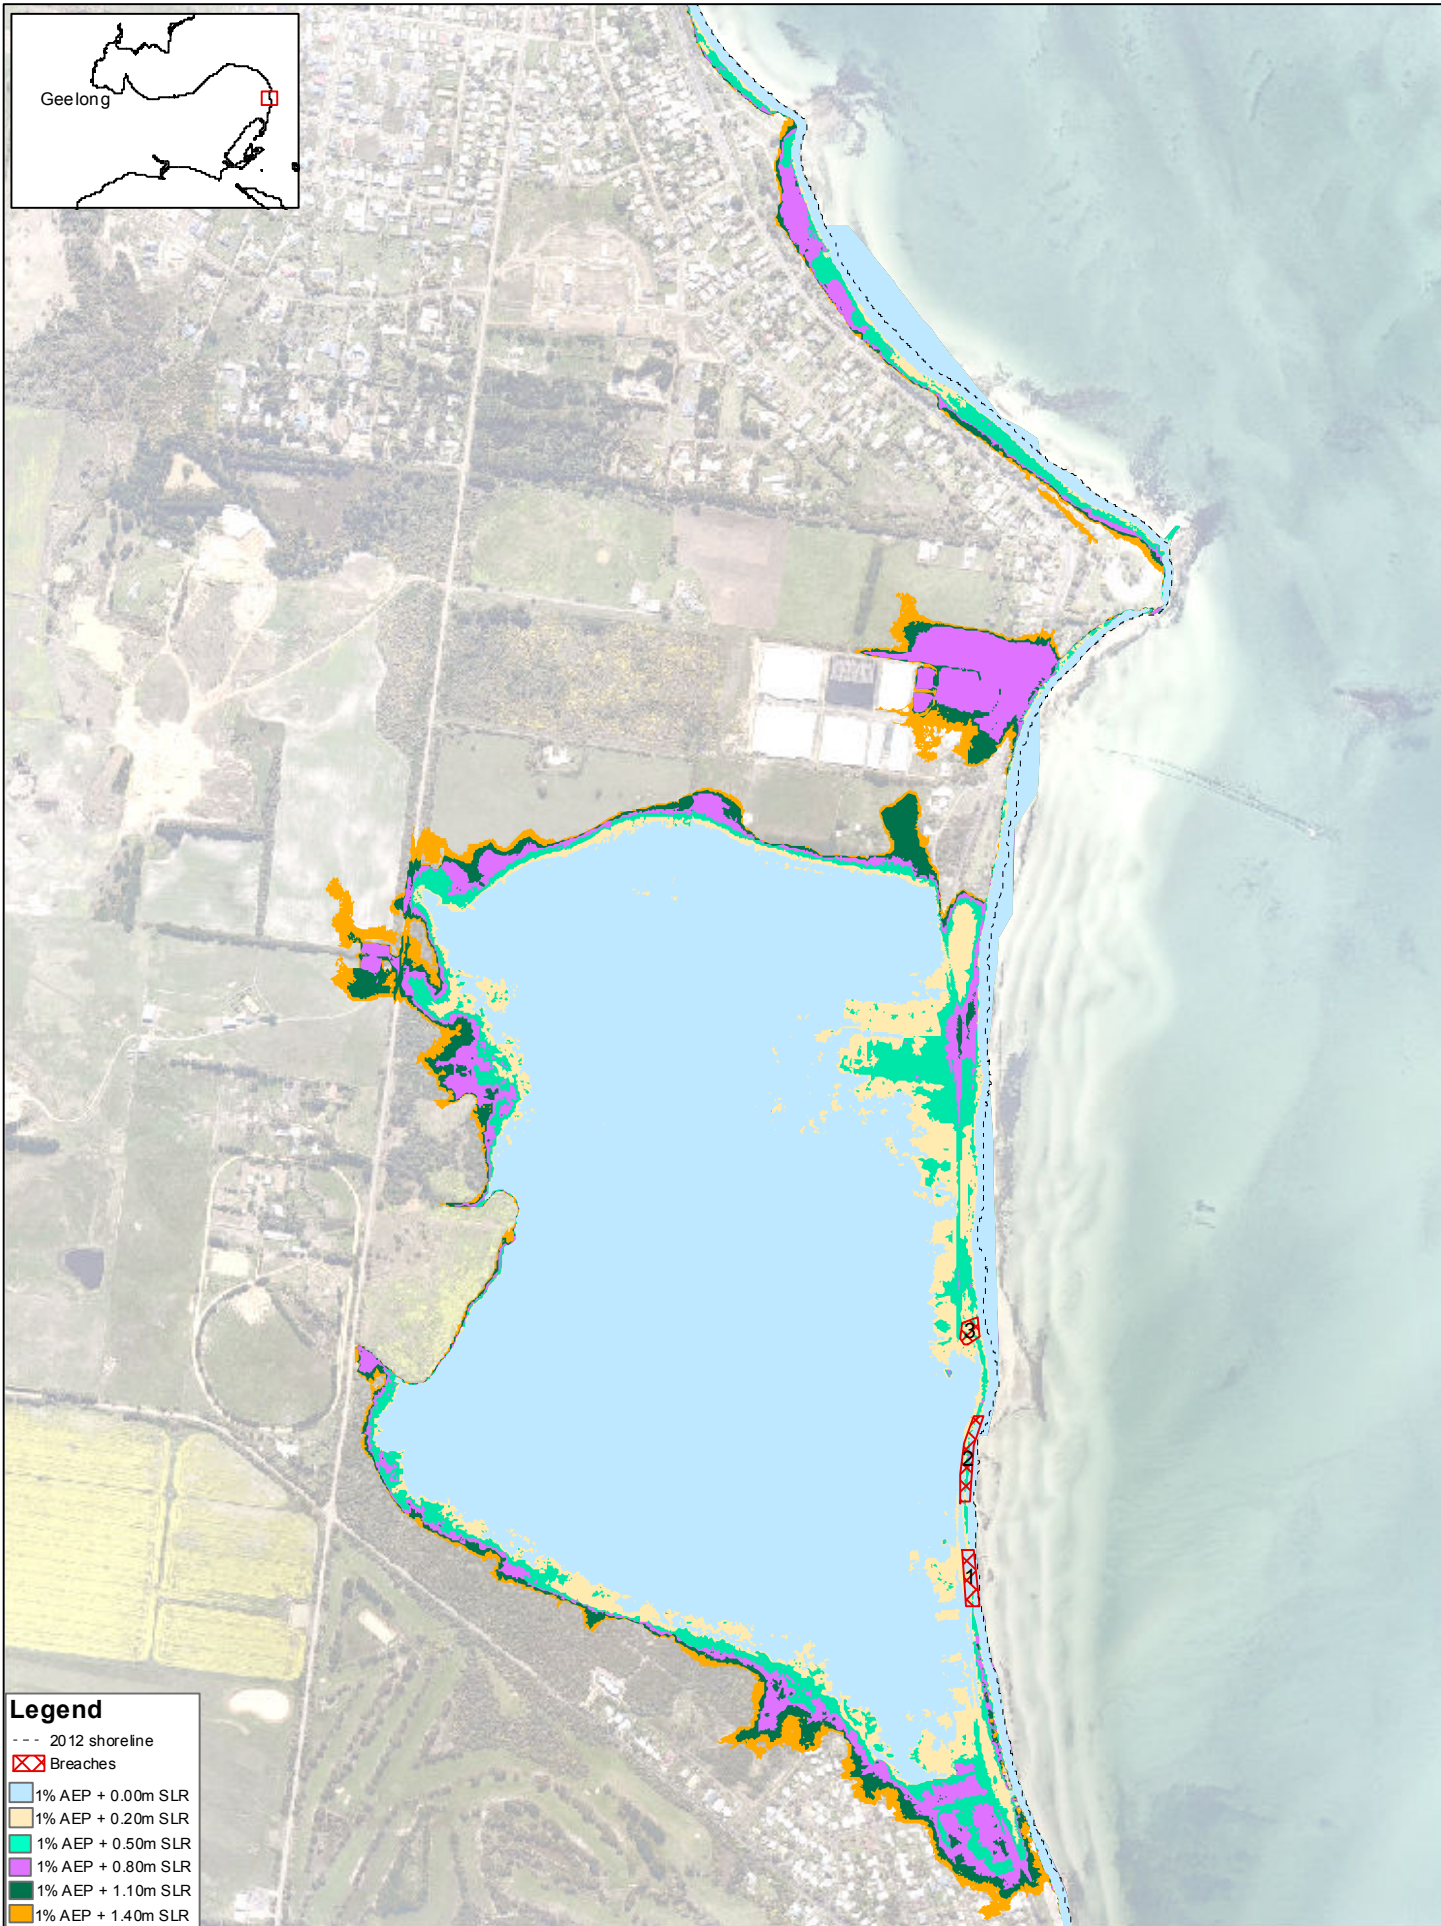 Geelong
3
2
1
Legend
2012 shoreline
Breaches
1% AEP + 0.00m SLR
1% AEP + 0.20m SLR
1% AEP + 0.50m SLR
1% AEP + 0.80m SLR
1% AEP + 1.10m SLR
1% AEP + 1.40m SLR